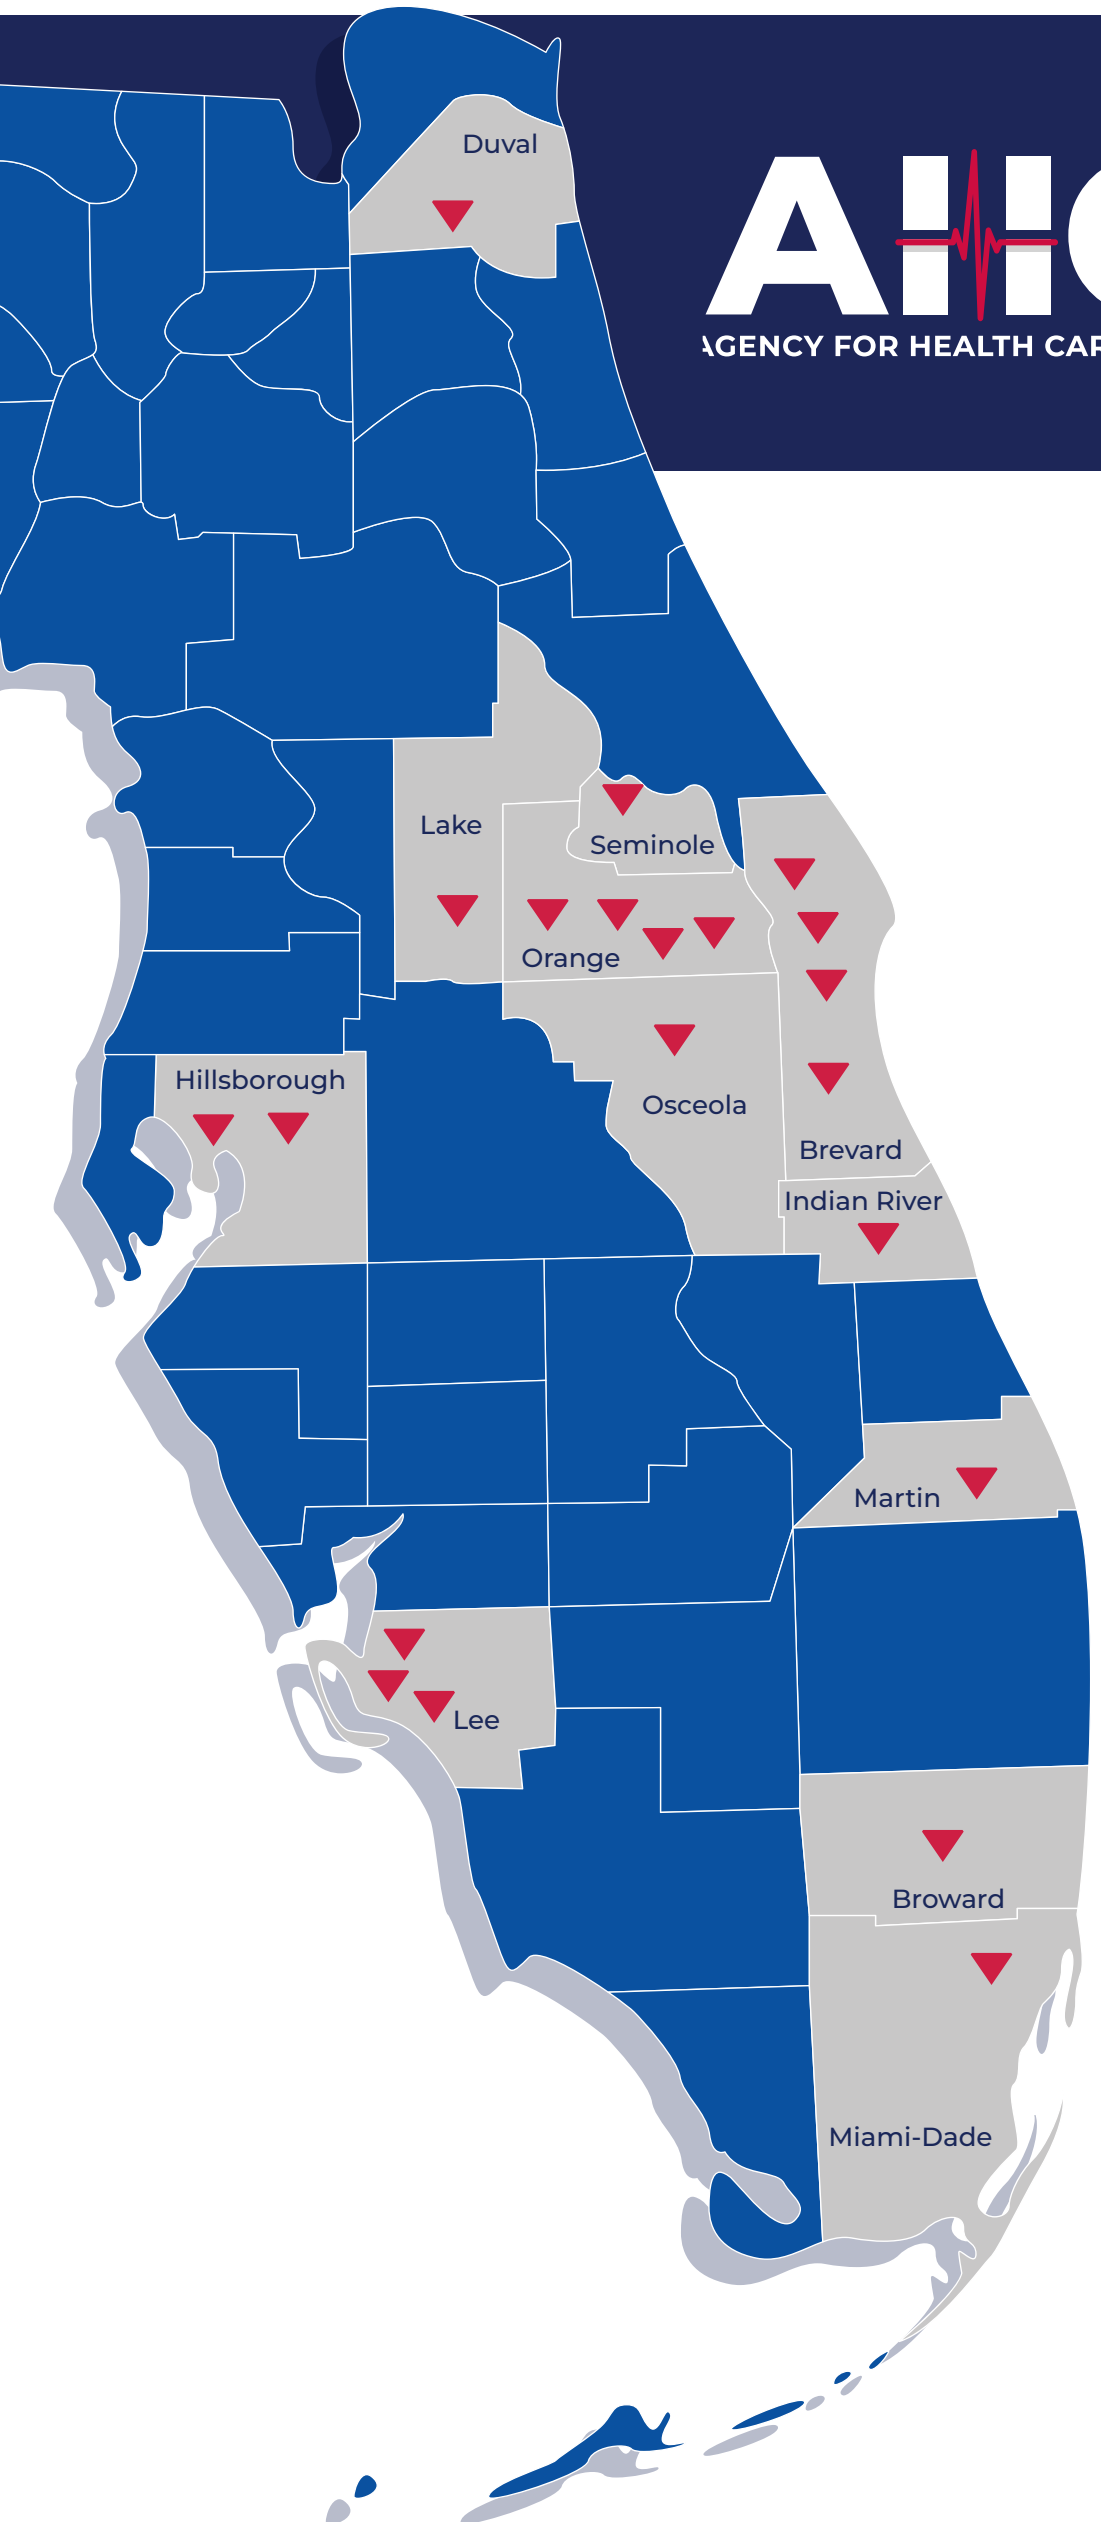 Duval
AHC
AGENCY FOR HEALTH CAR
Lake
Seminole
Orange
Hillsborough
Osceola
Brevard
Indian River
Martin
Lee
Broward
Miami-Dade